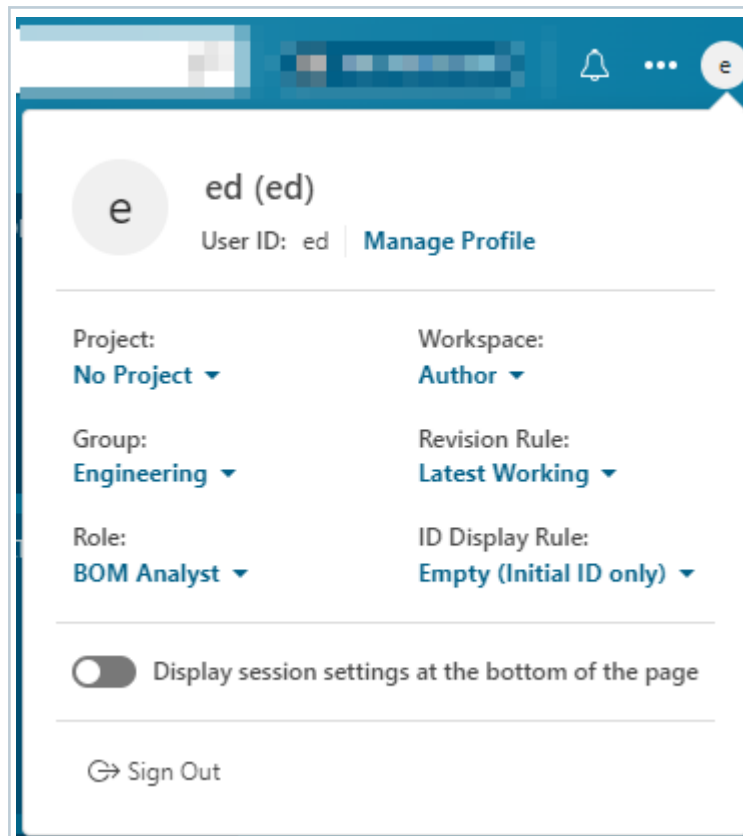 e
e
ed (ed)
User ID: ed Manage Profile
Project:
No Project
Workspace:
Author
Group:
Engineering
Revision Rule:
Latest Working
Role:
BOM Analyst
ID Display Rule:
Empty (Initial ID only)
Display session settings at the bottom of the page
Sign Out